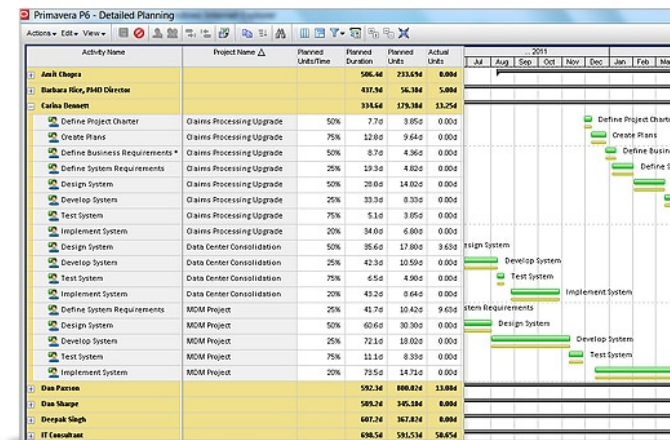 Primavera P6 - Detailed Planning
Actions Edit View
Activity Name Project Name Planned Units/Time Planned Duration Planned Units Actual Units
... 2011
Jul Aug Sep Oct Nov Dec Jan Feb Ma
Amit Chopra 506.4d 233.69d 0.00d
Barbara Rice, PMO Director 437.9d 56.38d 5.00d
Carina Bennett 334.6d 179.38d 13.25d
Define Project Charter Claims Processing Upgrade 50% 7.7d 3.85d 0.00d Define Project Chart
Create Plans Claims Processing Upgrade 75% 12.8d 9.64d 0.00d Create Plans
Define Business Requirements * Claims Processing Upgrade 50% 8.7d 4.36d 0.00d Define Busin
Define System Requirements Claims Processing Upgrade 25% 19.3d 4.82d 0.00d Define S
Design System Claims Processing Upgrade 50% 28.0d 14.02d 0.00d
Develop System Claims Processing Upgrade 25% 33.3d 8.33d 0.00d
Test System Claims Processing Upgrade 75% 5.1d 3.85d 0.00d
Implement System Claims Processing Upgrade 20% 34.0d 6.80d 0.00d
Design System Data Center Consolidation 50% 35.6d 17.80d 3.63d esign System
Develop System Data Center Consolidation 25% 42.3d 10.59d 0.00d Develop System
Test System Data Center Consolidation 75% 6.5d 4.90d 0.00d Test System
Implement System Data Center Consolidation 20% 43.2d 8.64d 0.00d Implement System
Define System Requirements MDM Project 25% 41.7d 10.42d 9.63d stem Requirements
Design System MDM Project 50% 60.6d 30.30d 0.00d Design System
Develop System MDM Project 25% 72.1d 18.02d 0.00d Develop System
Test System MDM Project 75% 11.1d 8.33d 0.00d Test System
Implement System MDM Project 20% 73.5d 14.71d 0.00d
Dan Paxson 592.3d 800.02d 13.08d
Dan Sharpe 509.2d 345.18d 0.00d
Deepak Singh 607.2d 367.82d 0.00d
IT Consultant 698.5d 591.53d 50.65d